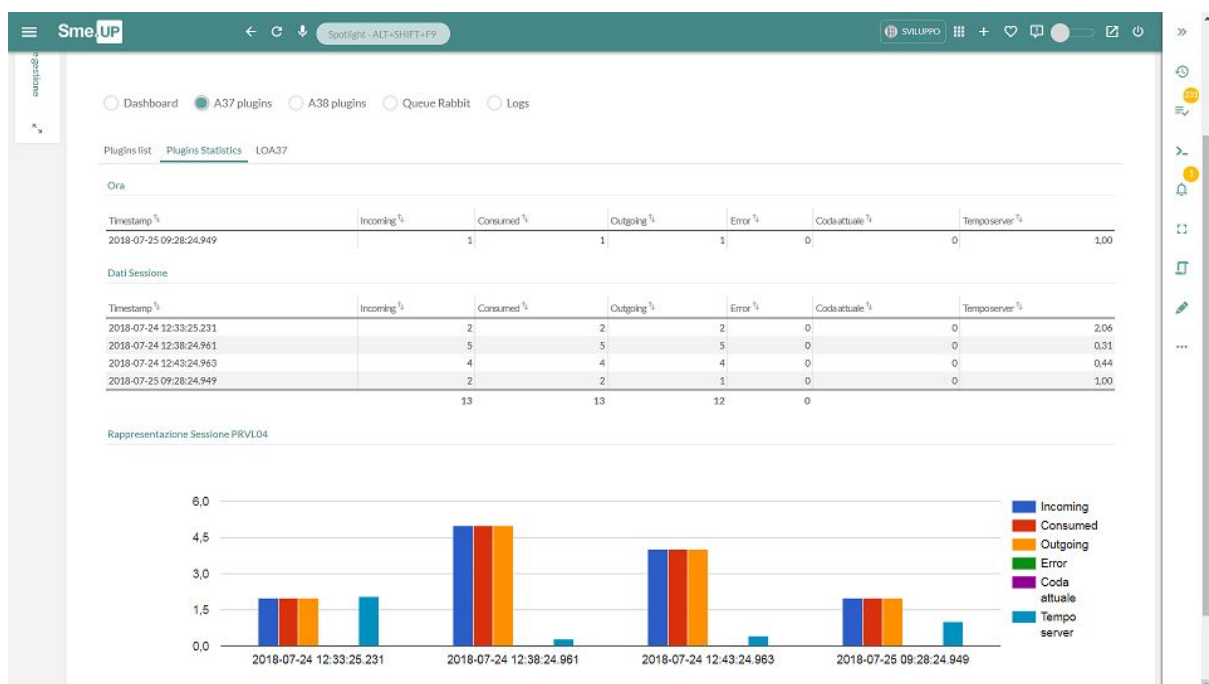 Sme.UP
Spotlight - ALT+SHIFT+F9
SVILUPPO
gestione
231
1
Dashboard A37 plugins A38 plugins Queue Rabbit Logs
Plugins list Plugins Statistics LOA37
Ora
Timestamp Incoming Consumed Outgoing Error Coda attuale Tempo server
2018-07-25 09:28:24.949 1 1 1 0 0 1,00
Dati Sessione
Timestamp Incoming Consumed Outgoing Error Coda attuale Tempo server
2018-07-24 12:33:25.231 2 2 2 0 0 2,06
2018-07-24 12:38:24.961 5 5 5 0 0 0,31
2018-07-24 12:43:24.963 4 4 4 0 0 0,44
2018-07-25 09:28:24.949 2 2 1 0 0 1,00
13 13 12 0
Rappresentazione Sessione PRVL04
6,0
4,5
3,0
1,5
0,0
2018-07-24 12:33:25.231 2018-07-24 12:38:24.961 2018-07-24 12:43:24.963 2018-07-25 09:28:24.949
Incoming
Consumed
Outgoing
Error
Coda
attuale
Tempo
server